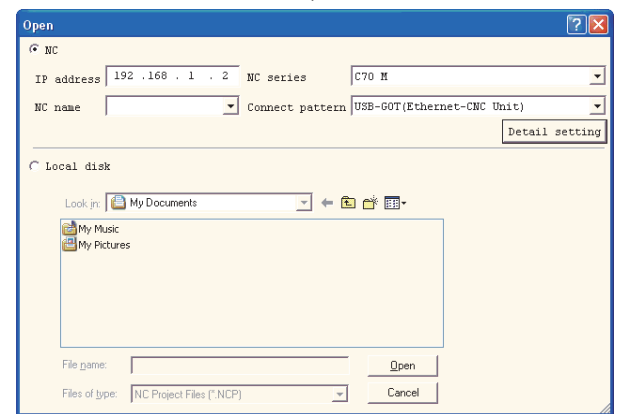 Open
NC
IP address 192 .168 . 1 . 2 NC series C70 M
NC name Connect pattern USB-GOT(Ethernet-CNC Unit)
Detail setting
Local disk
Look in: My Documents
My Music
My Pictures
File name: Open
Files of type: NC Project Files (*.NCP) Cancel